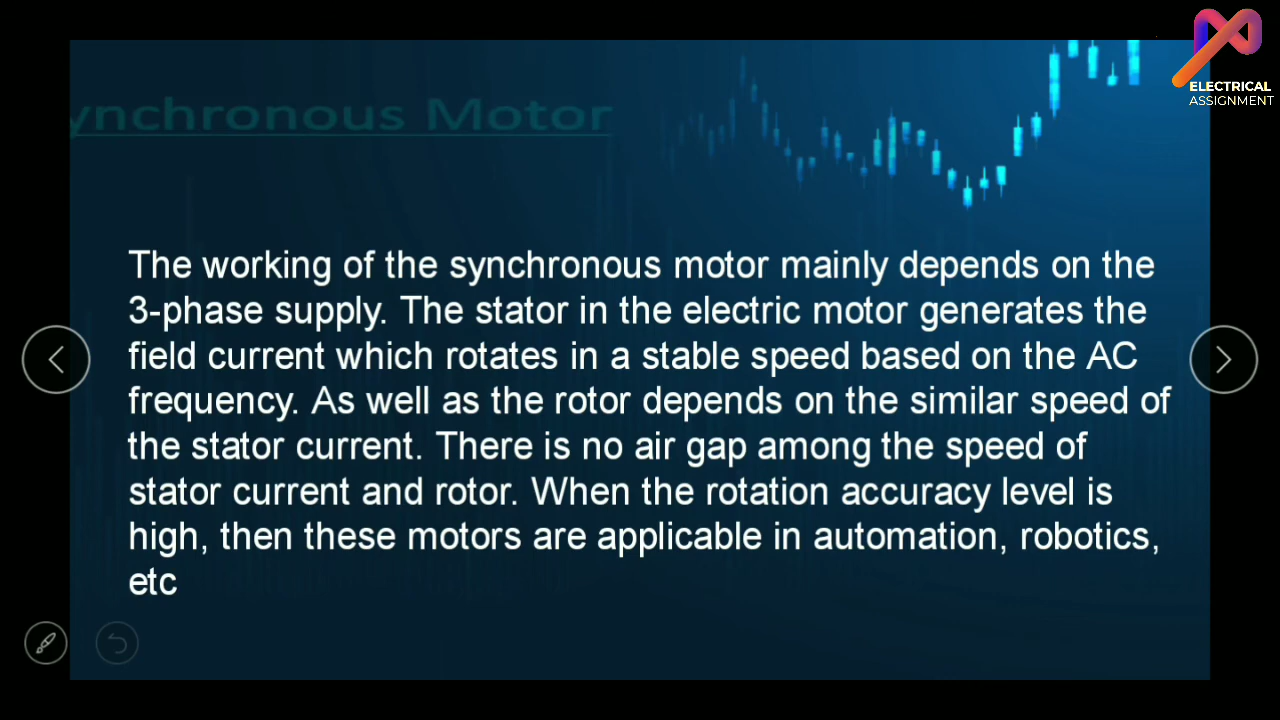 ELECTRICAL
ASSIGNMENT
ynchronous Motor
The working of the synchronous motor mainly depends on the
3-phase supply. The stator in the electric motor generates the
field current which rotates in a stable speed based on the AC
frequency. As well as the rotor depends on the similar speed of
the stator current. There is no air gap among the speed of
stator current and rotor. When the rotation accuracy level is
high, then these motors are applicable in automation, robotics,
etc